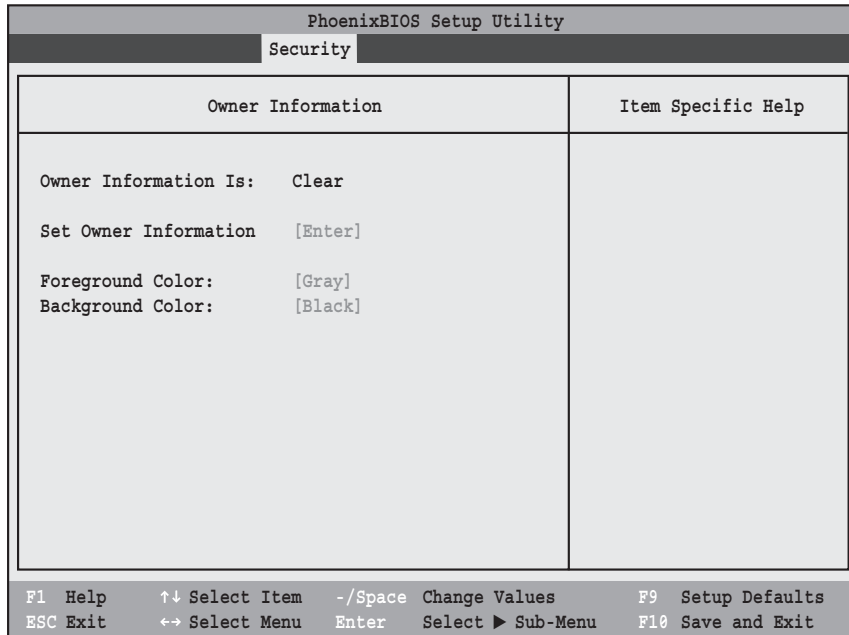 PhoenixBIOS Setup Utility
Security
Owner Information
Item Specific Help
Owner Information Is: Clear
Set Owner Information [Enter]
Foreground Color: [Gray]
Background Color: [Black]
F1 Help ↑↓ Select Item -/Space Change Values F9 Setup Defaults
ESC Exit ←→ Select Menu Enter Select ▶ Sub-Menu F10 Save and Exit